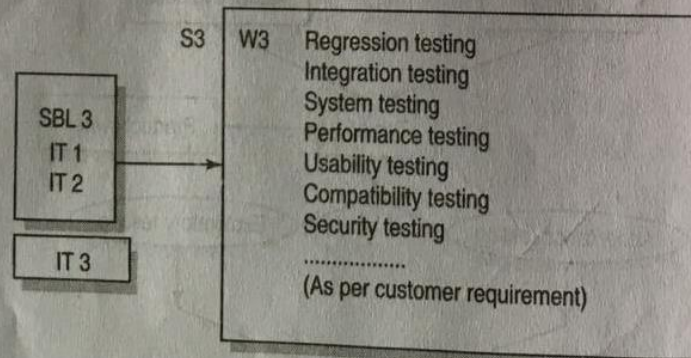 S3 W3 Regression testing
Integration testing
System testing
Performance testing
Usability testing
Compatibility testing
Security testing
..................
(As per customer requirement)
SBL 3
IT 1
IT 2
IT 3